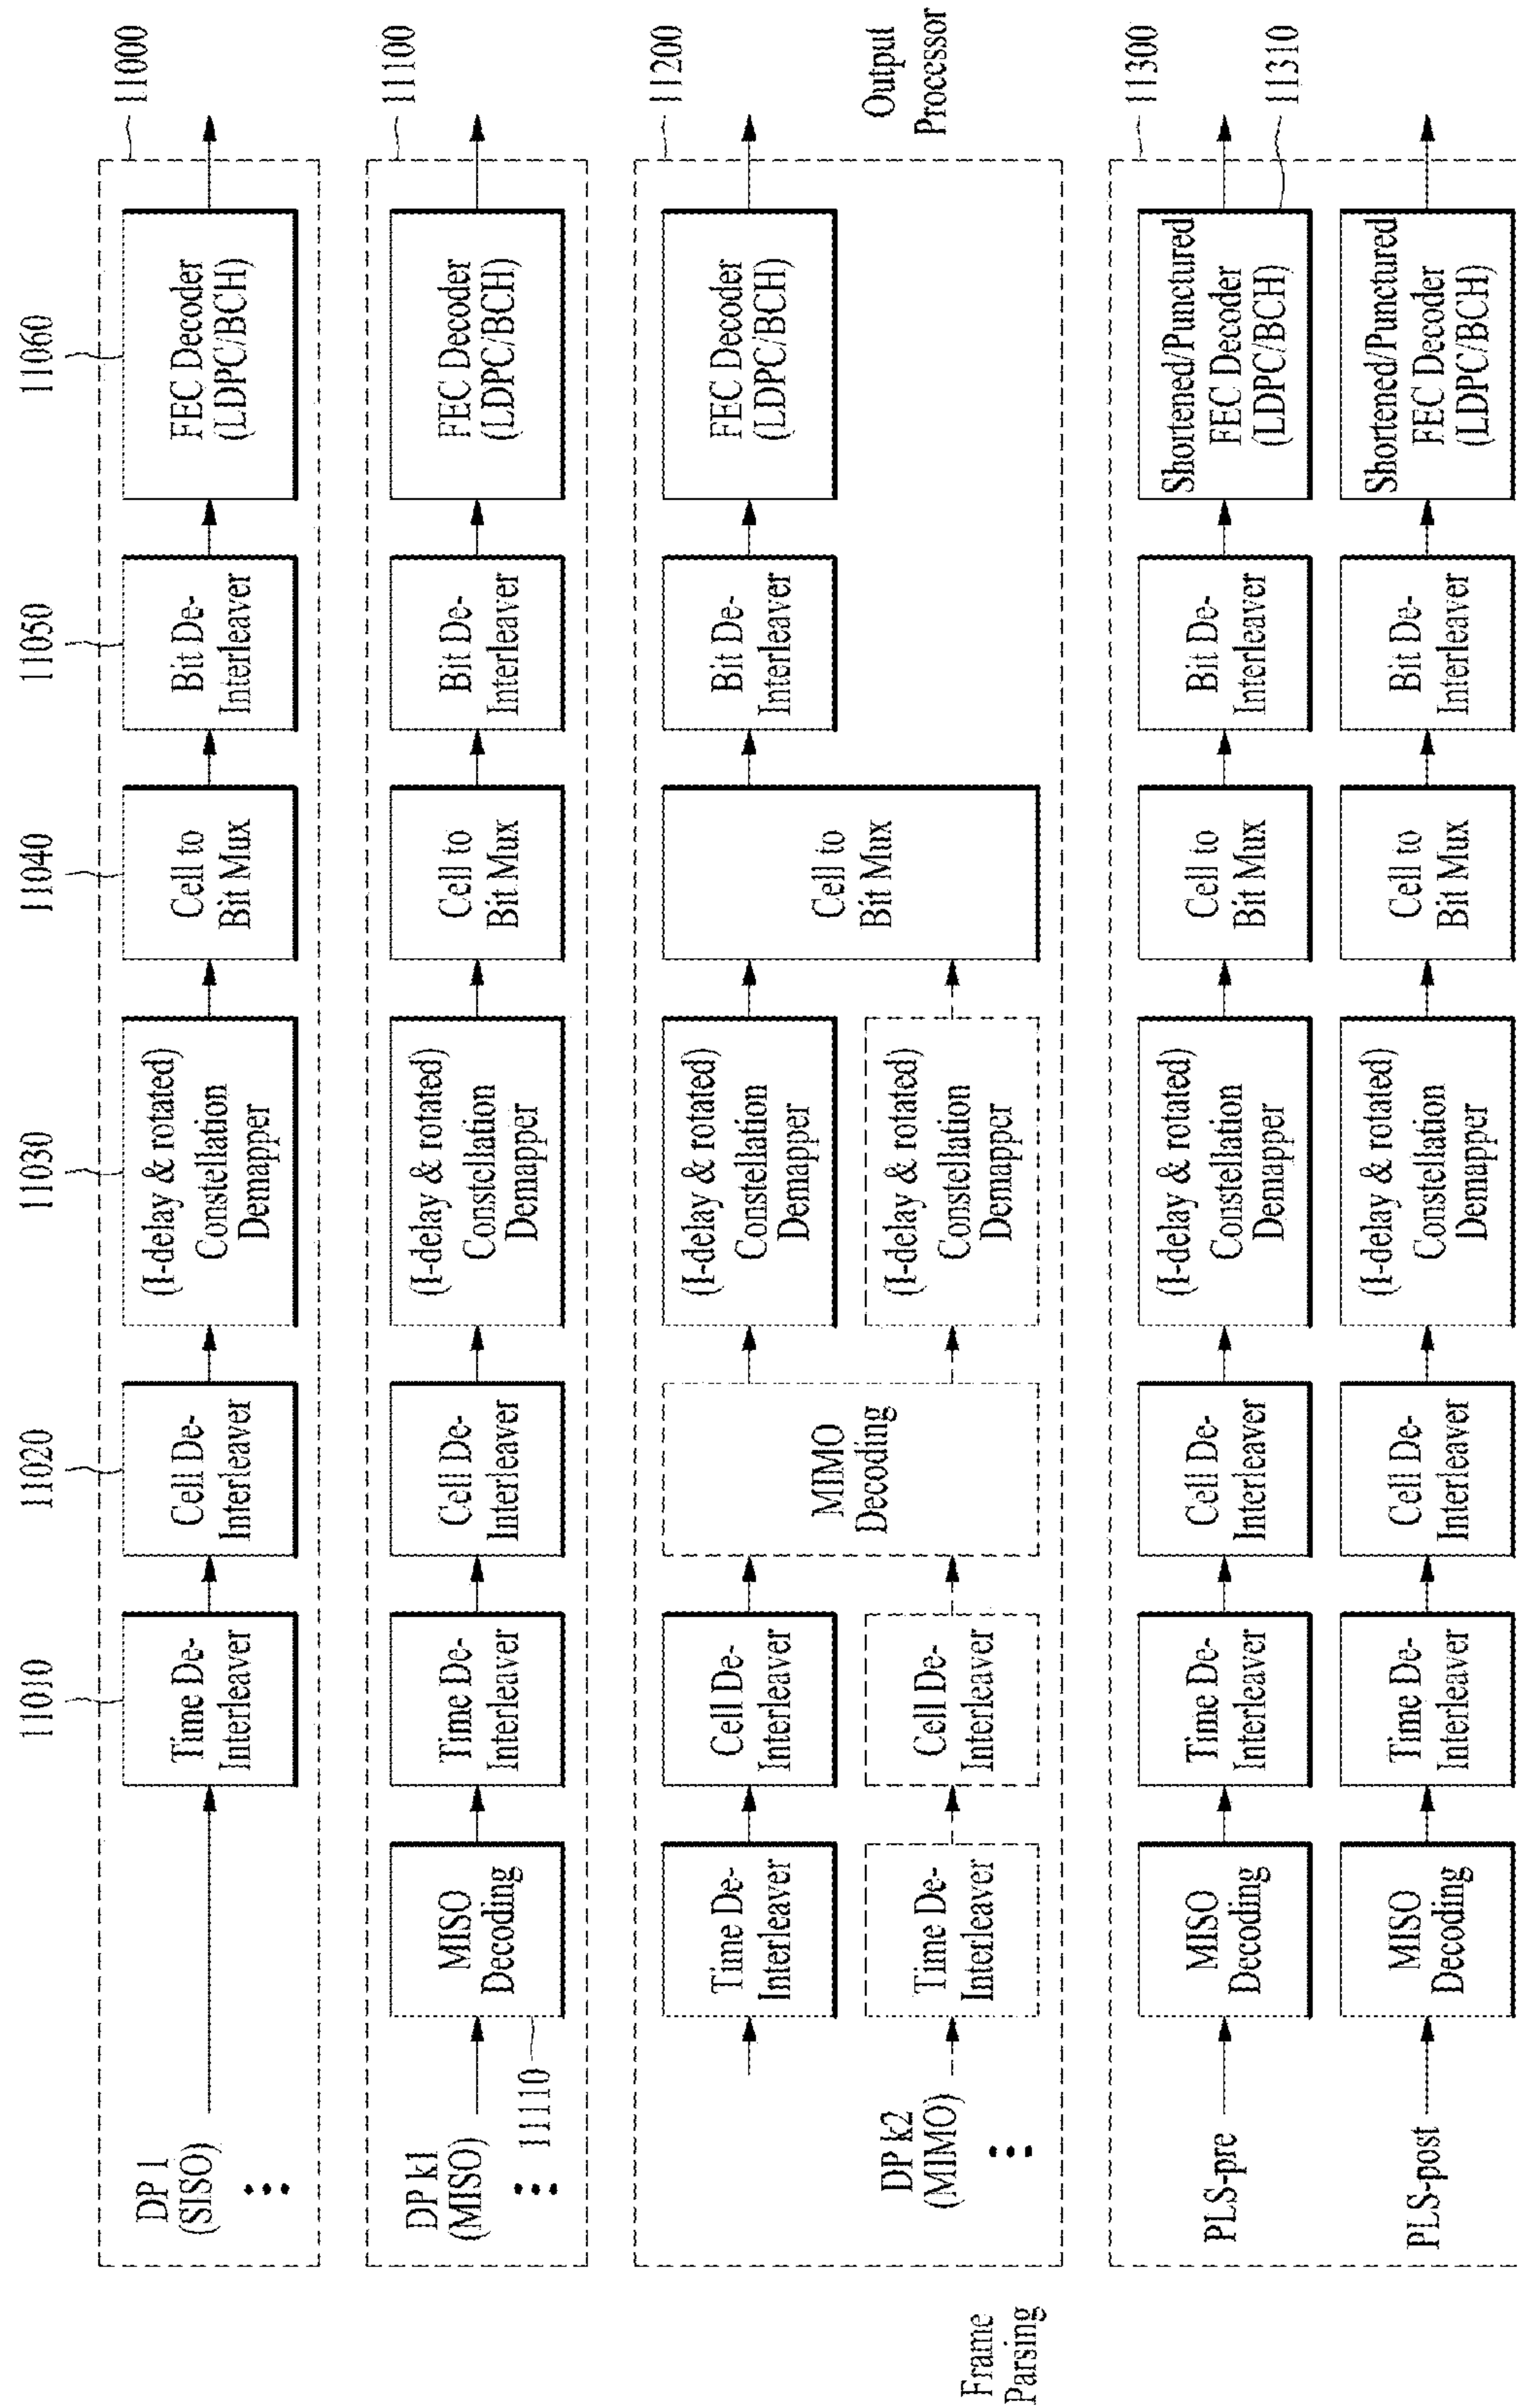 11010
11020
11030
11040
11050
11060
11000
DP 1
(SISO)
Time De-
Interleaver
Cell De-
Interleaver
(I-delay & rotated)
Constellation
Demapper
Cell to
Bit Mux
Bit De-
Interleaver
FEC Decoder
(LDPC/BCH)
11100
DP k1
(MISO)
11110
MISO
Decoding
Time De-
Interleaver
Cell De-
Interleaver
(I-delay & rotated)
Constellation
Demapper
Cell to
Bit Mux
Bit De-
Interleaver
FEC Decoder
(LDPC/BCH)
11200
Time De-
Interleaver
Cell De-
Interleaver
MIMO
Decoding
(I-delay & rotated)
Constellation
Demapper
Cell to
Bit Mux
Bit De-
Interleaver
FEC Decoder
(LDPC/BCH)
DP k2
(MIMO)
Time De-
Interleaver
Cell De-
Interleaver
(I-delay & rotated)
Constellation
Demapper
Output
Processor
Frame
Parsing
11300
PLS-pre
MISO
Decoding
Time De-
Interleaver
Cell De-
Interleaver
(I-delay & rotated)
Constellation
Demapper
Cell to
Bit Mux
Bit De-
Interleaver
Shortened/Punctured
FEC Decoder
(LDPC/BCH)
11310
PLS-post
MISO
Decoding
Time De-
Interleaver
Cell De-
Interleaver
(I-delay & rotated)
Constellation
Demapper
Cell to
Bit Mux
Bit De-
Interleaver
Shortened/Punctured
FEC Decoder
(LDPC/BCH)